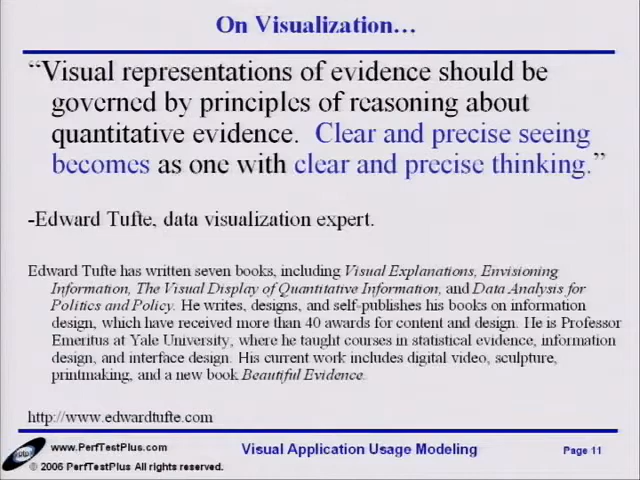 On Visualization…
“Visual representations of evidence should be
governed by principles of reasoning about
quantitative evidence. Clear and precise seeing
becomes as one with clear and precise thinking.”
-Edward Tufte, data visualization expert.
Edward Tufte has written seven books, including Visual Explanations, Envisioning
Information, The Visual Display of Quantitative Information, and Data Analysis for
Politics and Policy. He writes, designs, and self-publishes his books on information
design, which have received more than 40 awards for content and design. He is Professor
Emeritus at Yale University, where he taught courses in statistical evidence, information
design, and interface design. His current work includes digital video, sculpture,
printmaking, and a new book Beautiful Evidence.
http://www.edwardtufte.com
www.PerfTestPlus.com
© 2006 PerfTestPlus All rights reserved.
Visual Application Usage Modeling
Page 11